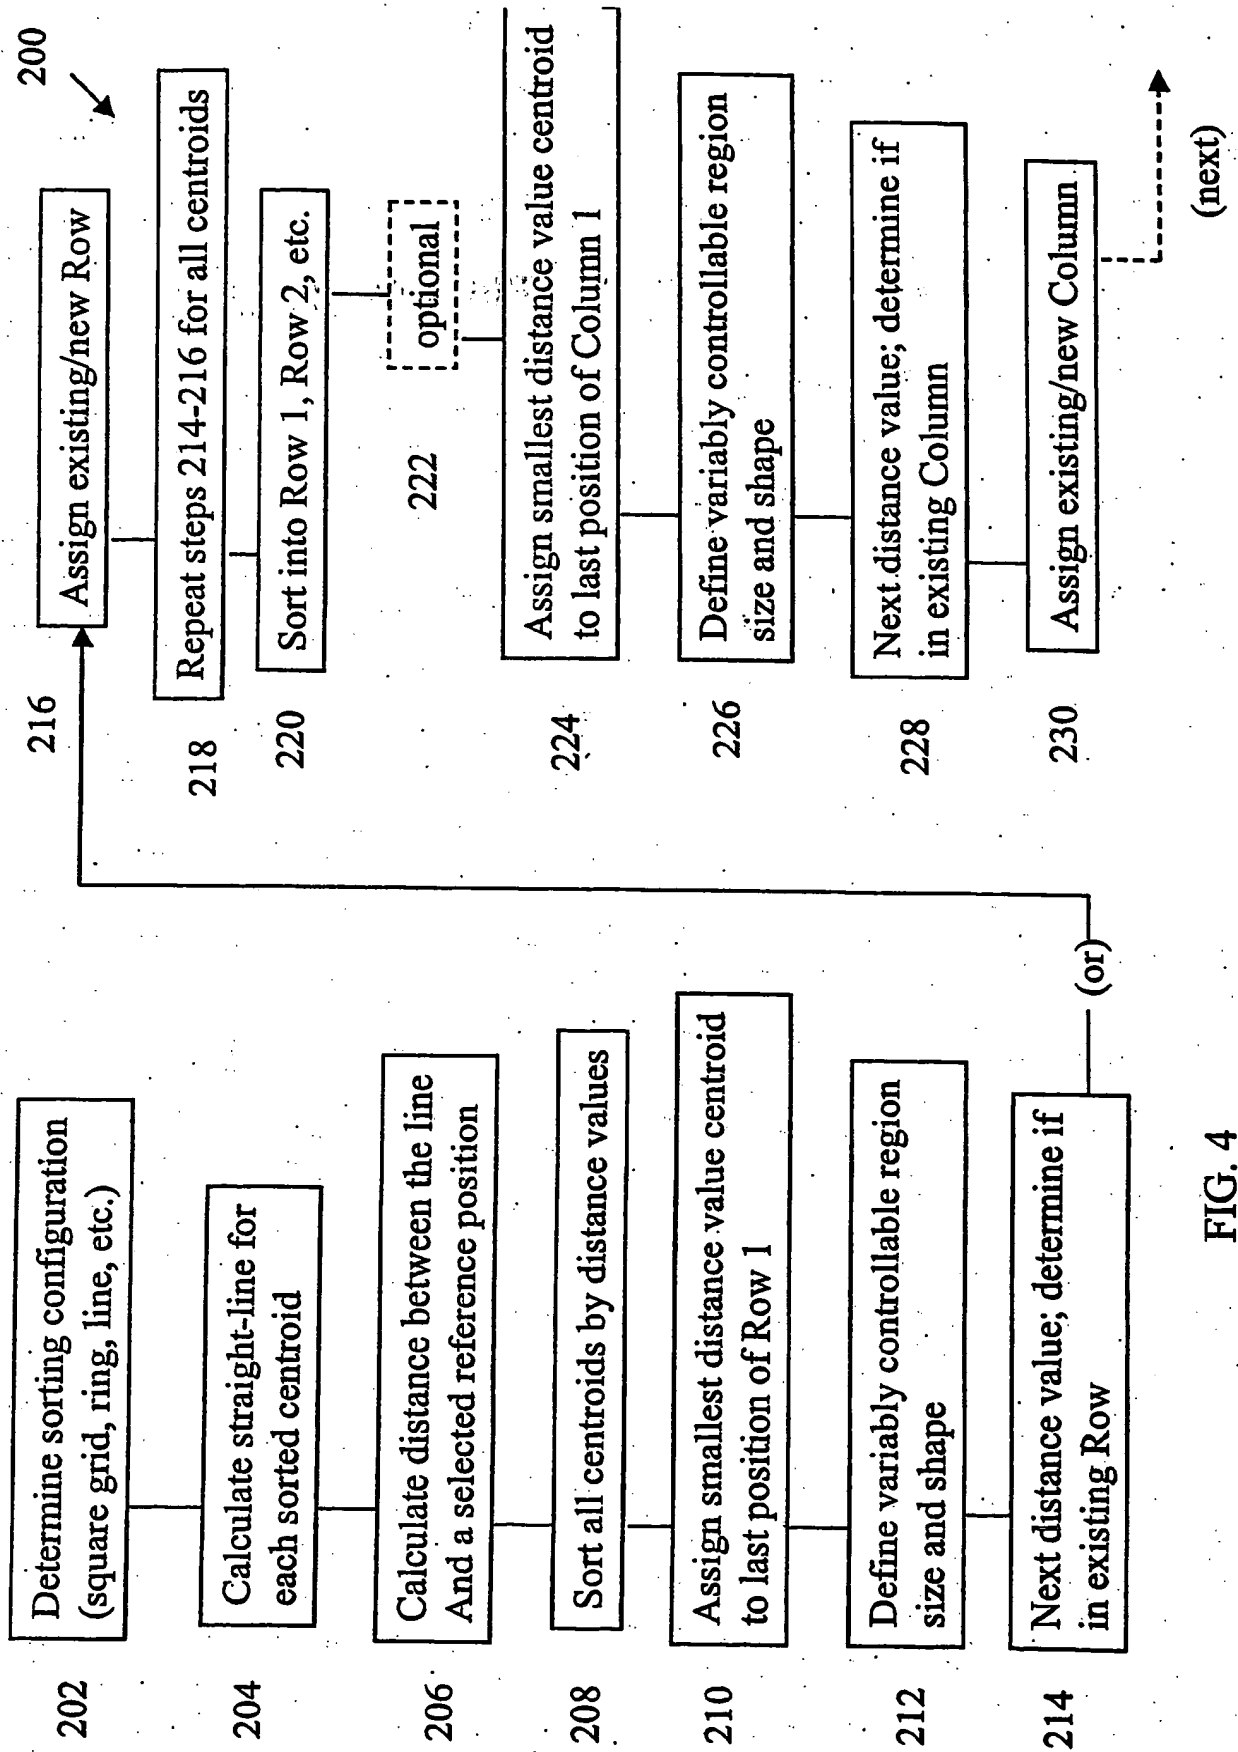 200
202
Determine sorting configuration
(square grid, ring, line, etc.)
204
Calculate straight-line for
each sorted centroid
206
Calculate distance between the line
And a selected reference position
208
Sort all centroids by distance values
210
Assign smallest distance value centroid
to last position of Row 1
212
Define variably controllable region
size and shape
214
Next distance value; determine if
in existing Row
(or)
216
Assign existing/new Row
218
Repeat steps 214-216 for all centroids
220
Sort into Row 1, Row 2, etc.
222
optional
224
Assign smallest distance value centroid
to last position of Column 1
226
Define variably controllable region
size and shape
228
Next distance value; determine if
in existing Column
230
Assign existing/new Column
(next)
FIG. 4